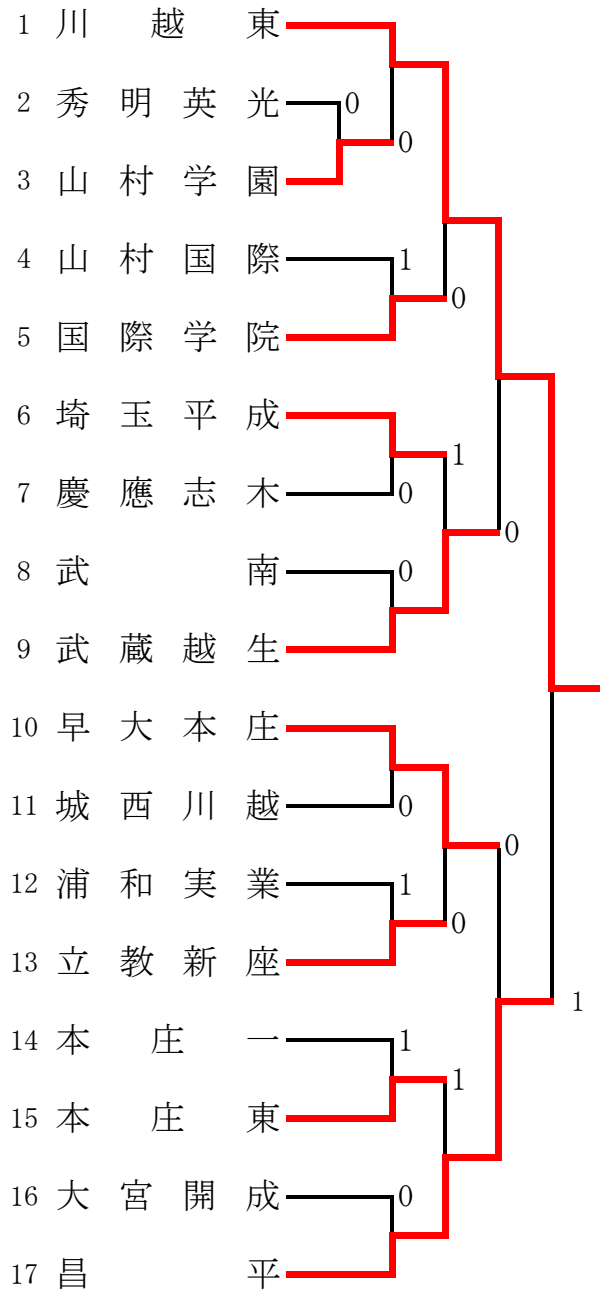 1 川越東
2 秀明英光 0
0
3 山村学園
4 山村国際 1
0
5 国際学院
6 埼玉平成
1
7 慶應志木 0
0
8 武南 0
9 武蔵越生
10 早大本庄
11 城西川越 0
0
12 浦和実業 1
0
13 立教新座
1
14 本庄一 1
1
15 本庄東
16 大宮開成 0
17 昌平